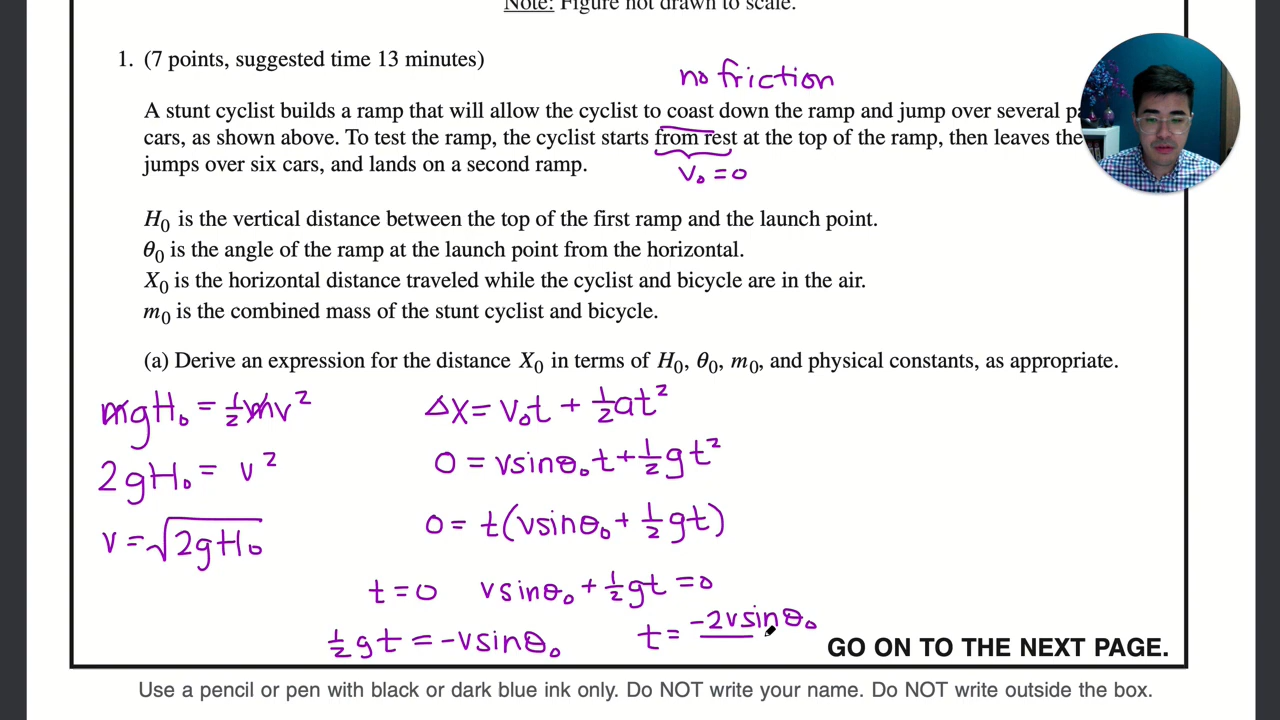 Note: Figure not drawn to scale.
1. (7 points, suggested time 13 minutes)
no friction
A stunt cyclist builds a ramp that will allow the cyclist to coast down the ramp and jump over several
cars, as shown above. To test the ramp, the cyclist starts from rest at the top of the ramp, then leaves the
jumps over six cars, and lands on a second ramp.
V₀ = 0
H₀ is the vertical distance between the top of the first ramp and the launch point.
θ₀ is the angle of the ramp at the launch point from the horizontal.
X₀ is the horizontal distance traveled while the cyclist and bicycle are in the air.
m₀ is the combined mass of the stunt cyclist and bicycle.
(a) Derive an expression for the distance X₀ in terms of H₀, θ₀, m₀, and physical constants, as appropriate.
mgH₀ = ½mv² Δx = v₀t + ½at²
2gH₀ = v² 0 = vsinθ₀t + ½gt²
v = √2gH₀ 0 = t(vsinθ₀ + ½gt)
t = 0 vsinθ₀ + ½gt = 0
½gt = -vsinθ₀ t = -2vsinθ₀
GO ON TO THE NEXT PAGE.
Use a pencil or pen with black or dark blue ink only. Do NOT write your name. Do NOT write outside the box.